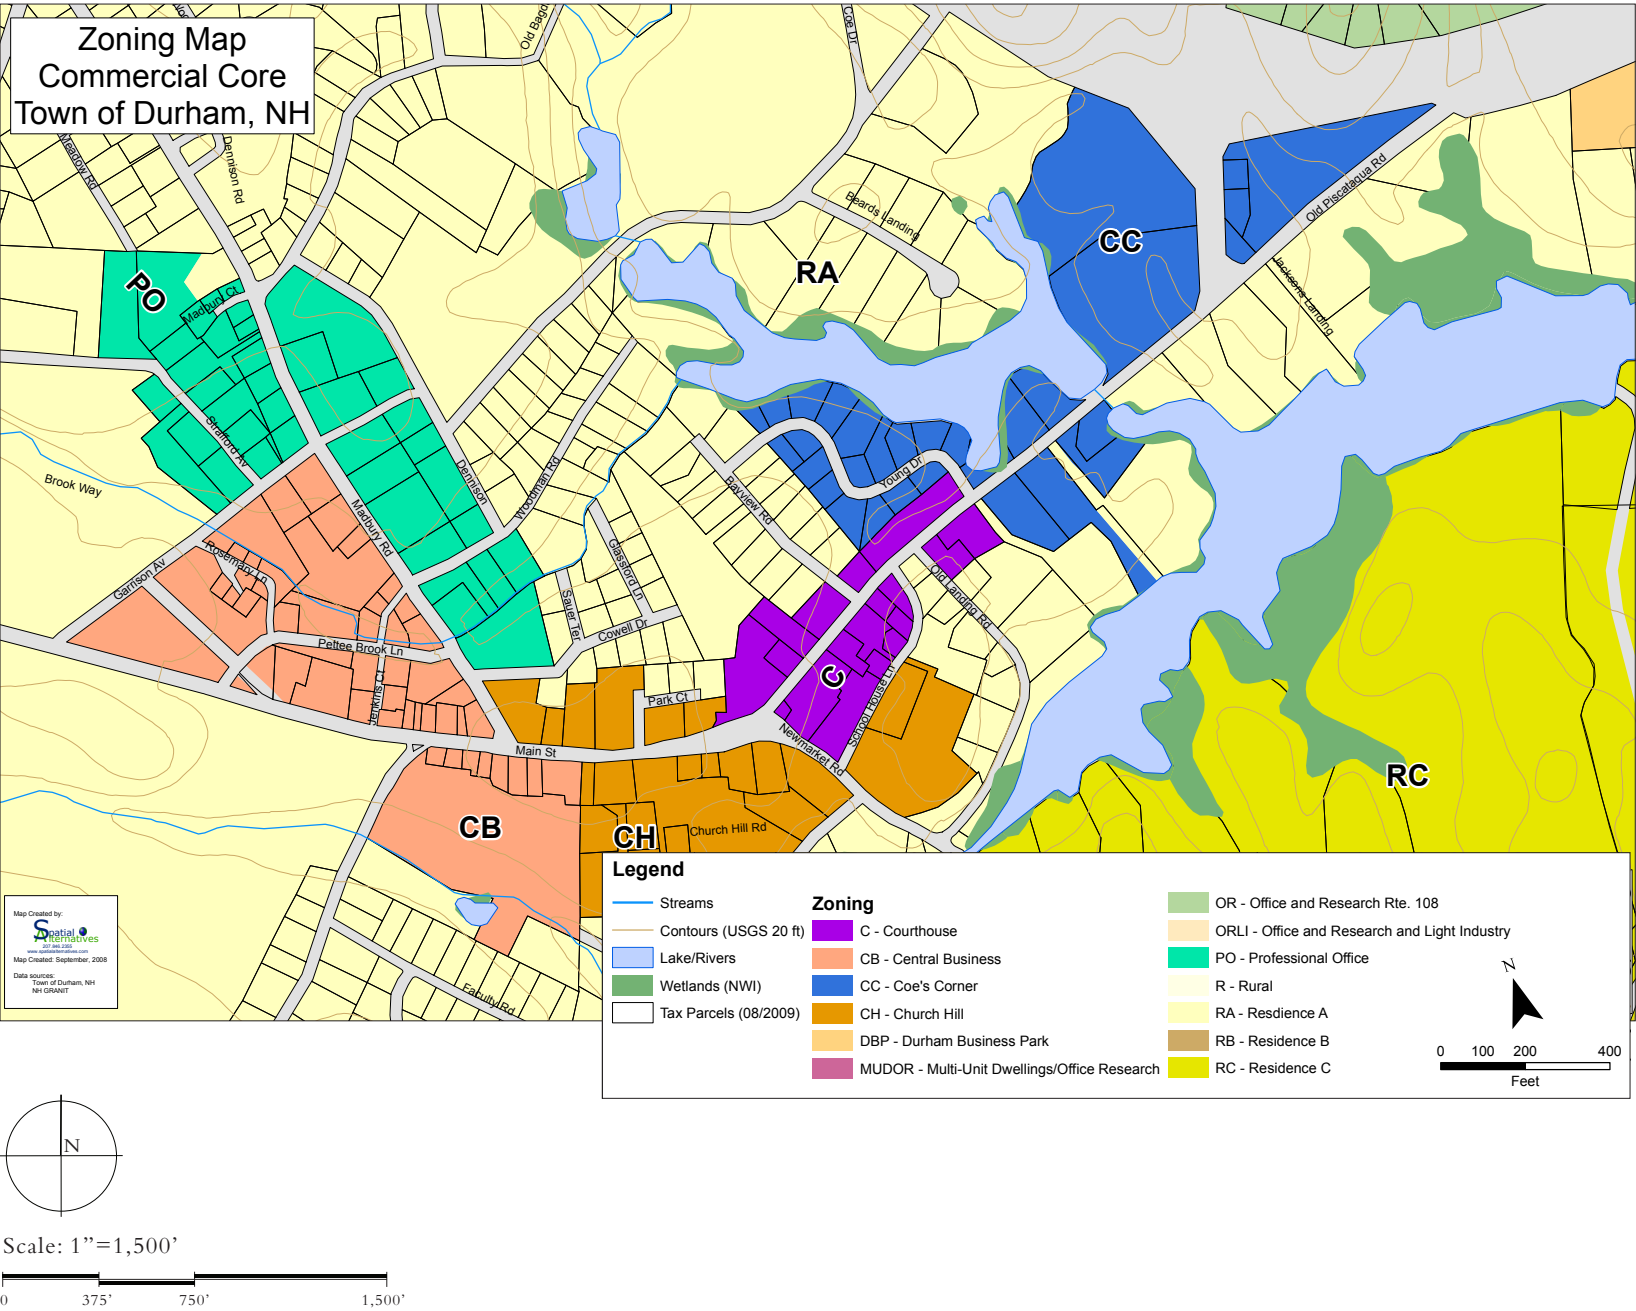 Zoning Map
Commercial Core
Town of Durham, NH
Old Bagd
Coe Dr
Meadow Rd
Dennison Rd
Beards Landing
Old Piscataqua Rd
CC
RA
Jacksons Landing
PO
Madbury Ct
Strafford Av
Brook Way
Dennison
Woodman Rd
Bayview Rd
Young Dr
Madbury Rd
Garrison Av
Rosemary Ln
Glassford Ln
Sauer Ter
Cowell Dr
Old Landing Rd
Pettee Brook Ln
Jenkins Ct
Park Ct
C
School House Ln
Newmarket Rd
Main St
RC
CB
CH
Church Hill Rd
Faculty Rd
Map Created by:
Spatial
Alternatives
www.spatialalternatives.com
Map Created: September, 2008
Data sources:
Town of Durham, NH
NH GRANIT
Legend
Streams
Contours (USGS 20 ft)
Lake/Rivers
Wetlands (NWI)
Tax Parcels (08/2009)
Zoning
C - Courthouse
CB - Central Business
CC - Coe's Corner
CH - Church Hill
DBP - Durham Business Park
MUDOR - Multi-Unit Dwellings/Office Research
OR - Office and Research Rte. 108
ORLI - Office and Research and Light Industry
PO - Professional Office
R - Rural
RA - Resdience A
RB - Residence B
RC - Residence C
N
0 100 200 400
Feet
N
Scale: 1’’=1,500’
0 375’ 750’ 1,500’